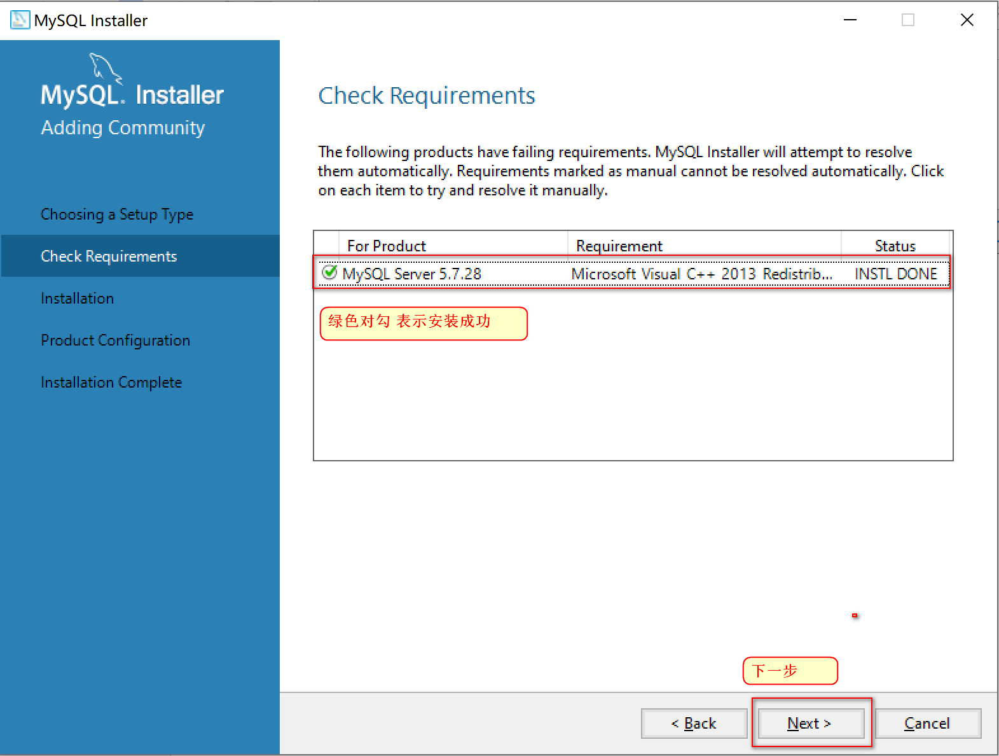 MySQL Installer
MySQL. Installer
Adding Community
Choosing a Setup Type
Check Requirements
Installation
Product Configuration
Installation Complete
Check Requirements
The following products have failing requirements. MySQL Installer will attempt to resolve
them automatically. Requirements marked as manual cannot be resolved automatically. Click
on each item to try and resolve it manually.
For Product Requirement Status
MySQL Server 5.7.28 Microsoft Visual C++ 2013 Redistrib... INSTL DONE
绿色对勾 表示安装成功
下一步
< Back Next > Cancel